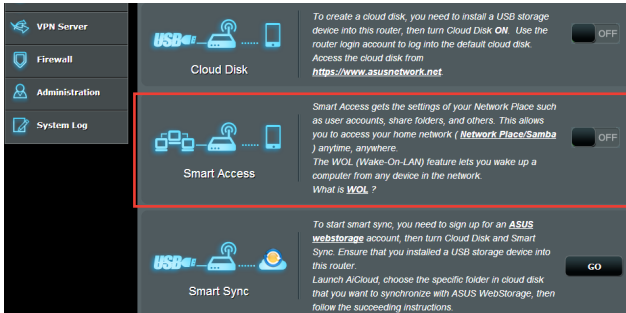 VPN Server
Firewall
Administration
System Log
USB
Cloud Disk
To create a cloud disk, you need to install a USB storage
device into this router, then turn Cloud Disk ON. Use the
router login account to log into the default cloud disk.
Access the cloud disk from
https://www.asusnetwork.net.
OFF
Smart Access
Smart Access gets the settings of your Network Place such
as user accounts, share folders, and others. This allows
you to access your home network ( Network Place/Samba
) anytime, anywhere.
The WOL (Wake-On-LAN) feature lets you wake up a
computer from any device in the network.
What is WOL ?
OFF
USB
Smart Sync
To start smart sync, you need to sign up for an ASUS
webstorage account, then turn Cloud Disk and Smart
Sync. Ensure that you installed a USB storage device into
this router.
Launch AiCloud, choose the specific folder in cloud disk
that you want to synchronize with ASUS WebStorage, then
follow the succeeding instructions.
GO